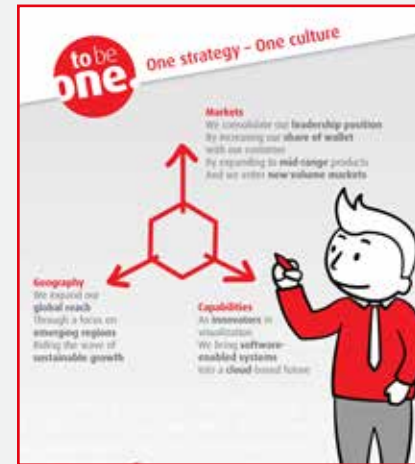 to be
one.
One strategy – One culture
Markets
We consolidate our leadership position
By increasing our share of wallet
with our customers
By expanding to mid-range products
And we enter new volume markets
Geography
We expand our
global reach
Through a focus on
emerging regions
Riding the wave of
sustainable growth
Capabilities
As innovators in
visualization
We bring software-
enabled systems
Into a cloud-based future